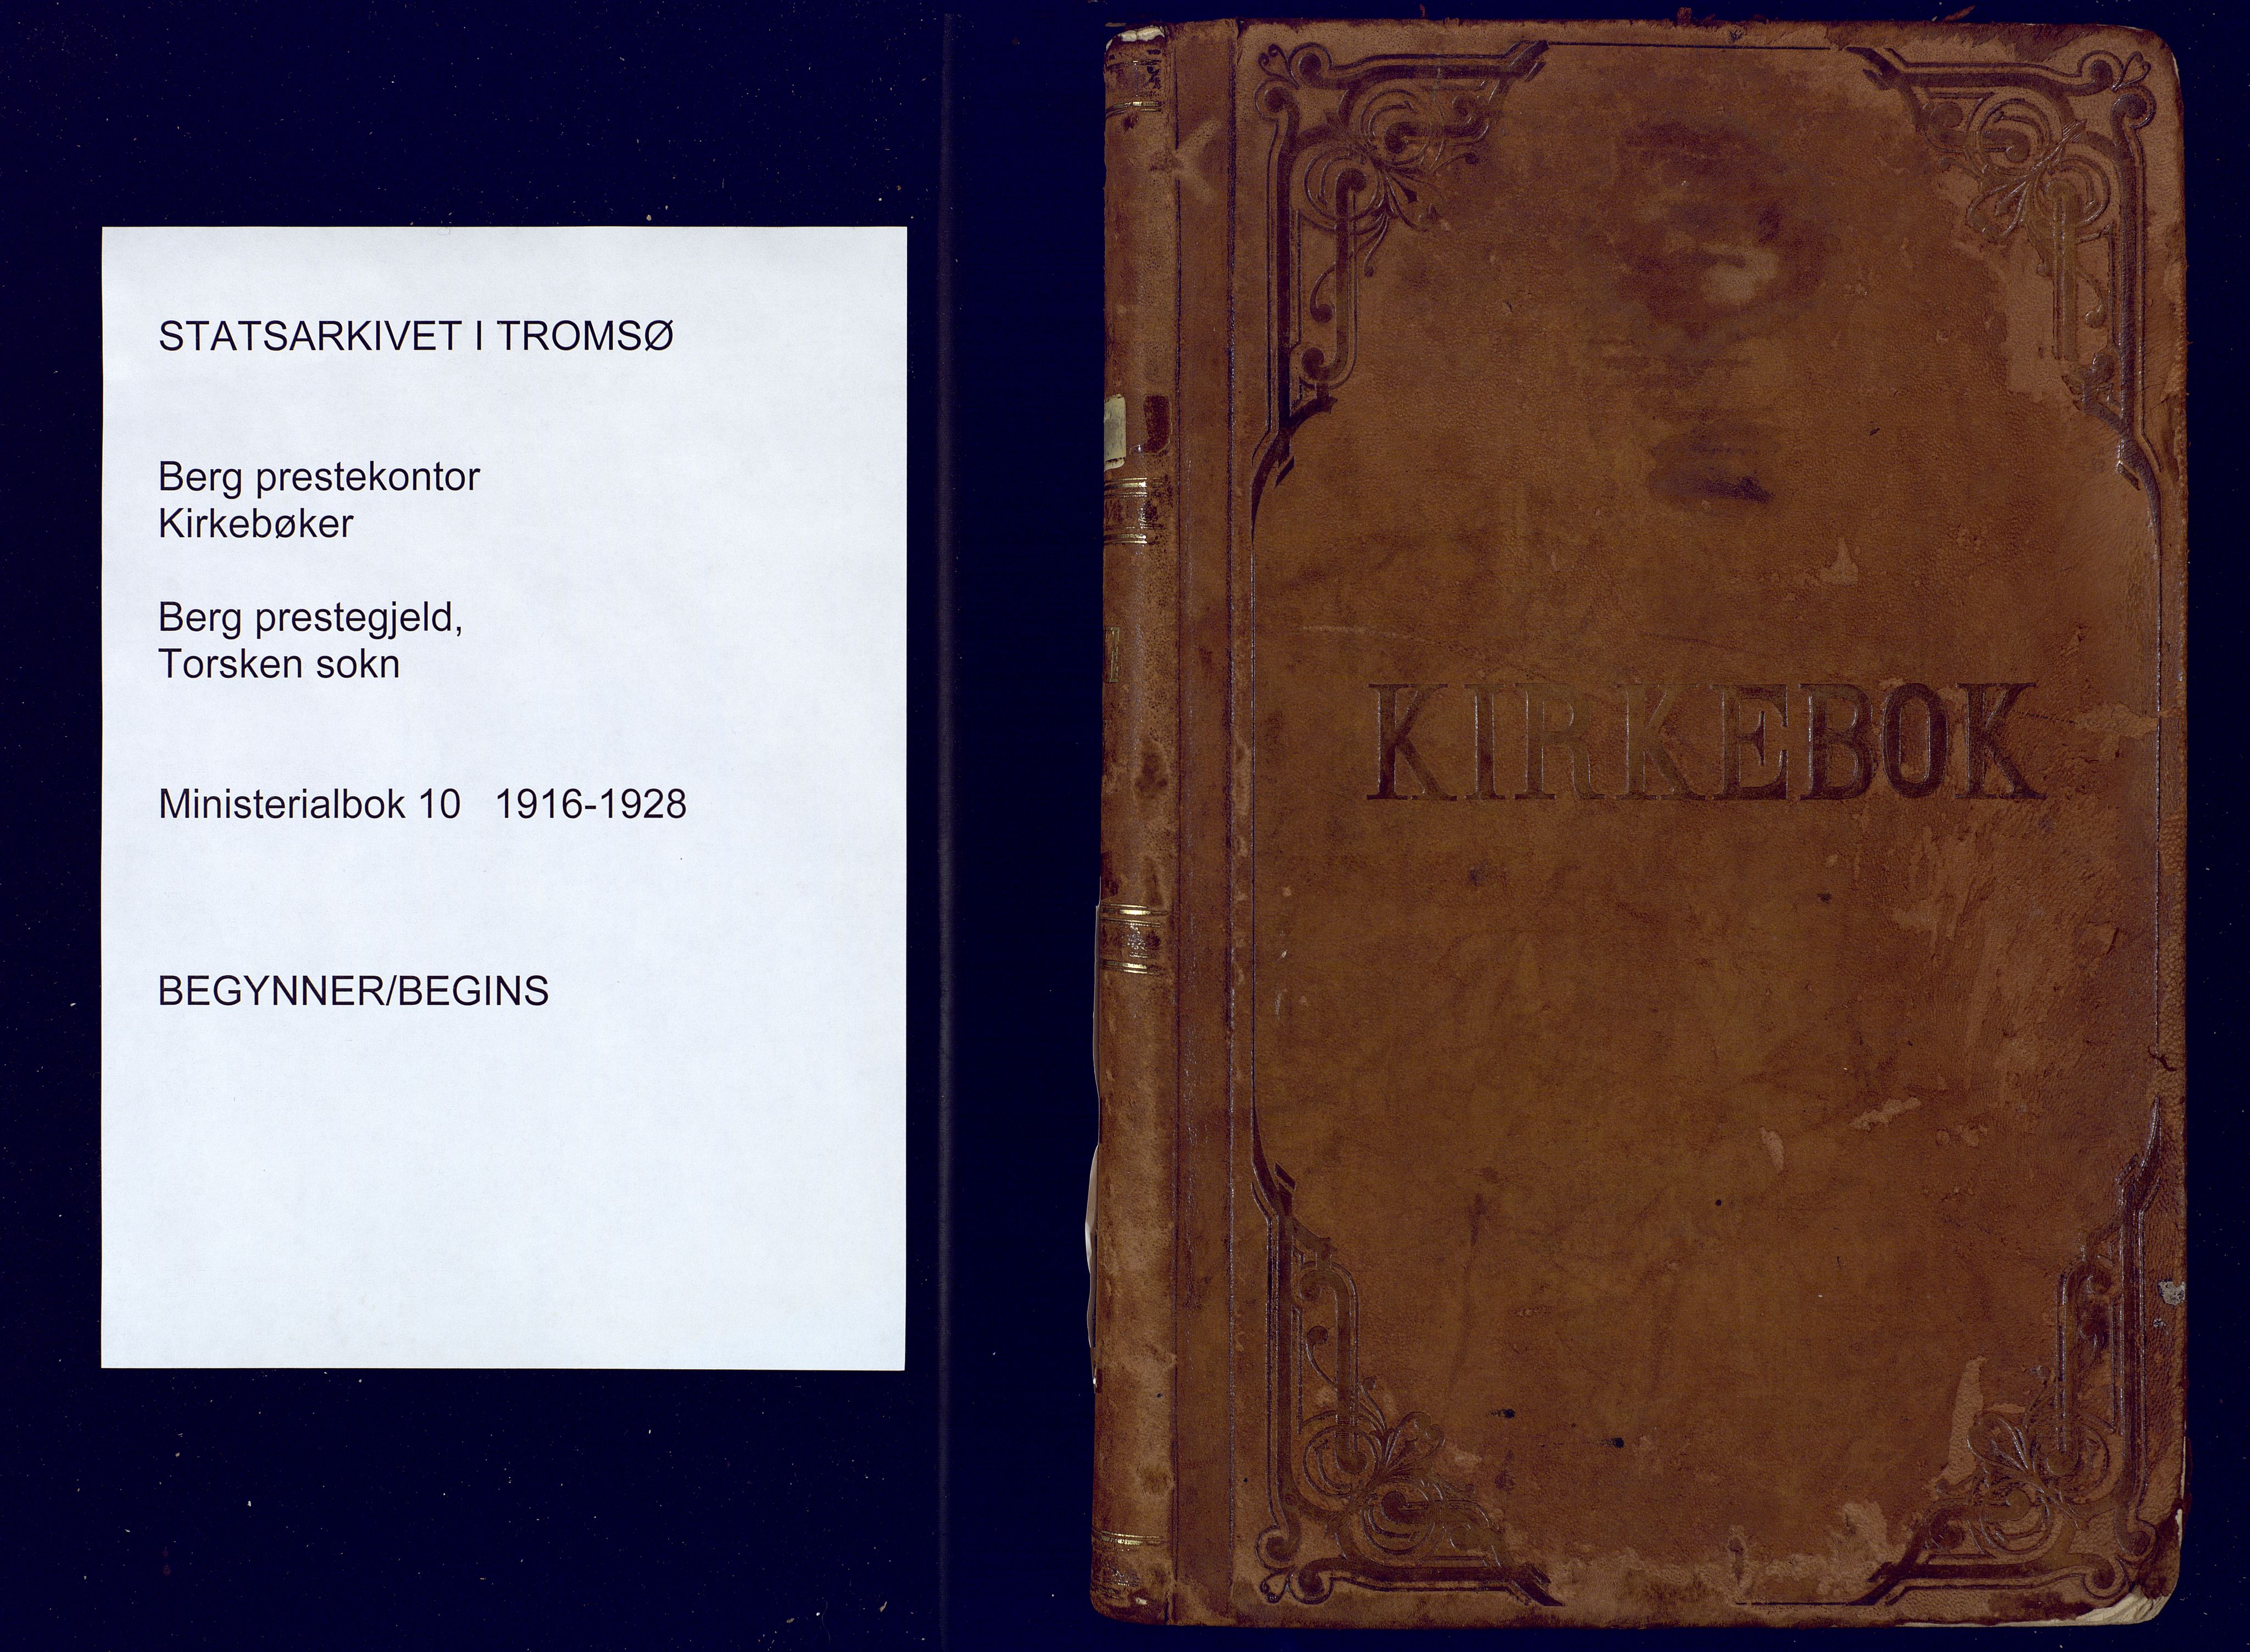 STATSARKIVET I TROMSØ
Berg prestekontor
Kirkebøker
Berg prestegjeld,
Torsken sokn
Ministerialbok 10 1916-1928
BEGYNNER/BEGINS
KIRKEBOK